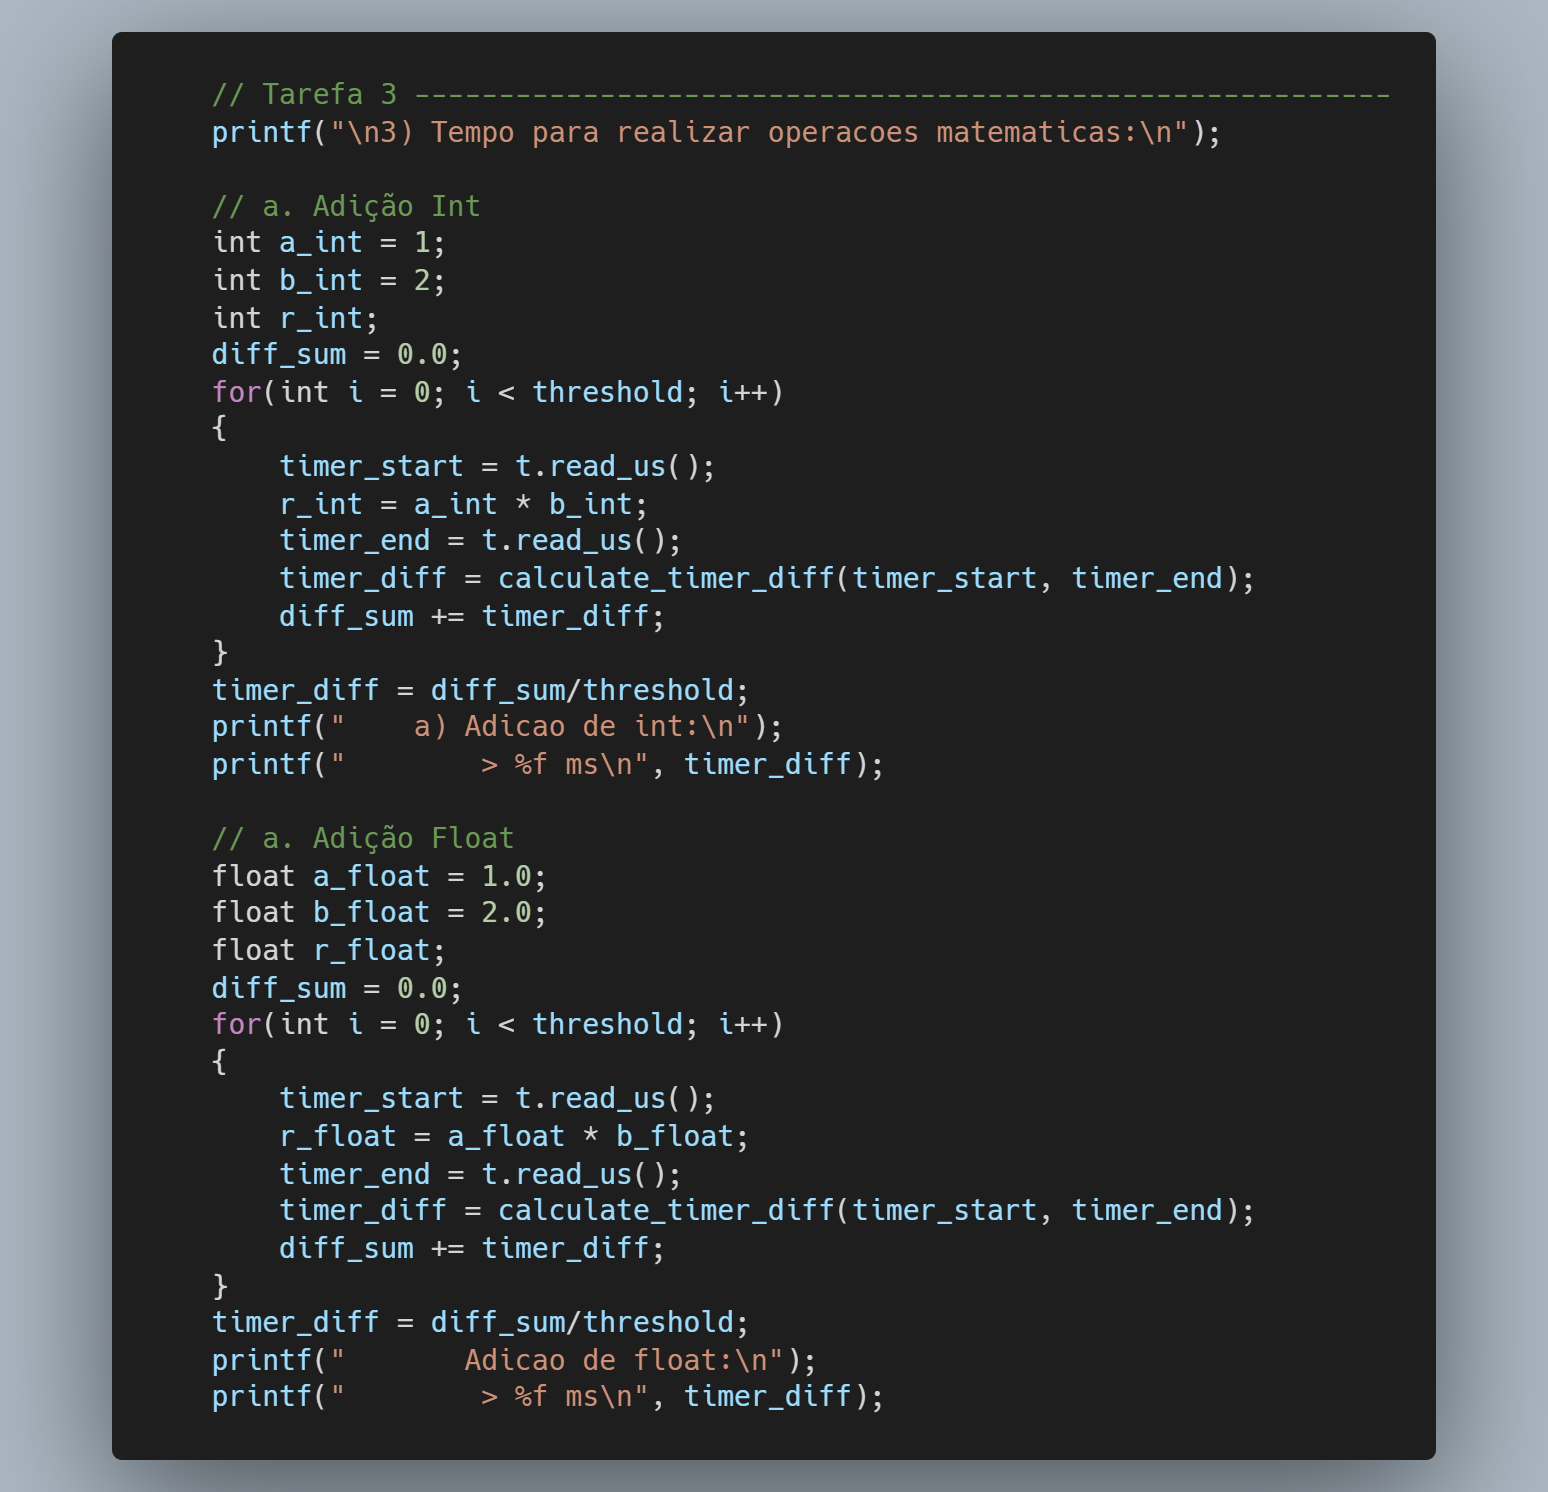 // Tarefa 3 ----------------------------------------------------------
printf("\n3) Tempo para realizar operacoes matematicas:\n");

// a. Adição Int
int a_int = 1;
int b_int = 2;
int r_int;
diff_sum = 0.0;
for(int i = 0; i < threshold; i++)
{
    timer_start = t.read_us();
    r_int = a_int * b_int;
    timer_end = t.read_us();
    timer_diff = calculate_timer_diff(timer_start, timer_end);
    diff_sum += timer_diff;
}
timer_diff = diff_sum/threshold;
printf("    a) Adicao de int:\n");
printf("        > %f ms\n", timer_diff);

// a. Adição Float
float a_float = 1.0;
float b_float = 2.0;
float r_float;
diff_sum = 0.0;
for(int i = 0; i < threshold; i++)
{
    timer_start = t.read_us();
    r_float = a_float * b_float;
    timer_end = t.read_us();
    timer_diff = calculate_timer_diff(timer_start, timer_end);
    diff_sum += timer_diff;
}
timer_diff = diff_sum/threshold;
printf("       Adicao de float:\n");
printf("        > %f ms\n", timer_diff);